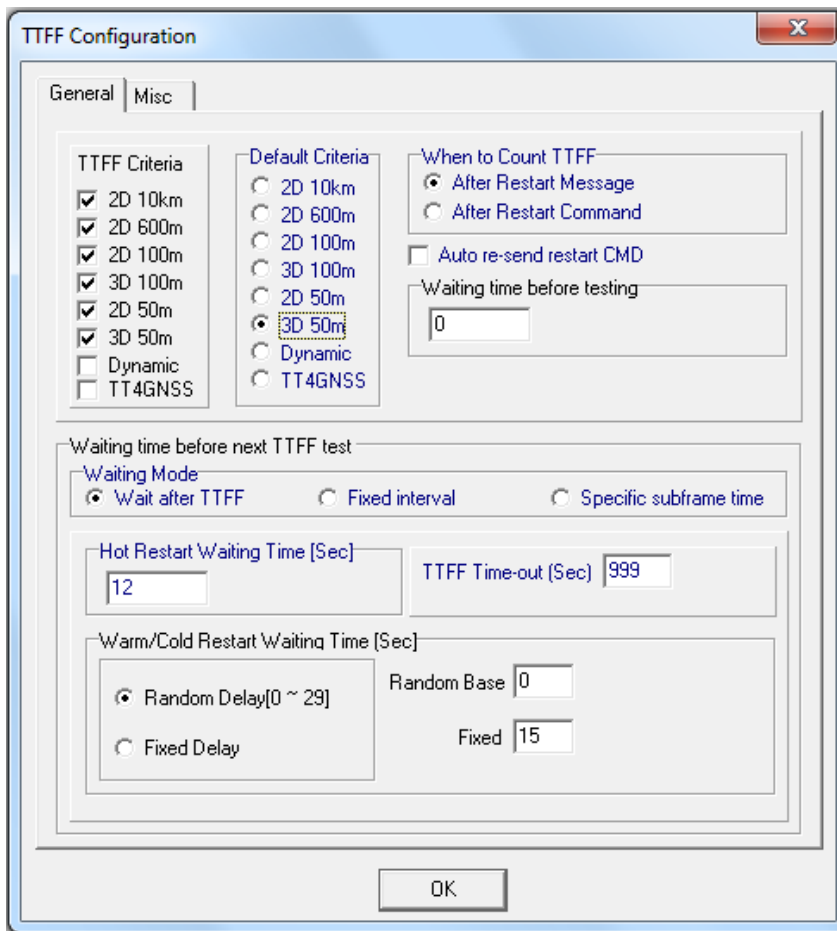 TTFF Configuration
General
Misc
TTFF Criteria
2D 10km
2D 600m
2D 100m
3D 100m
2D 50m
3D 50m
Dynamic
TT4GNSS
Default Criteria
2D 10km
2D 600m
2D 100m
3D 100m
2D 50m
3D 50m
Dynamic
TT4GNSS
When to Count TTFF
After Restart Message
After Restart Command
Auto re-send restart CMD
Waiting time before testing
0
Waiting time before next TTFF test
Waiting Mode
Wait after TTFF
Fixed interval
Specific subframe time
Hot Restart Waiting Time [Sec]
12
TTFF Time-out (Sec) 999
Warm/Cold Restart Waiting Time [Sec]
Random Delay[0 ~ 29]
Fixed Delay
Random Base 0
Fixed 15
OK